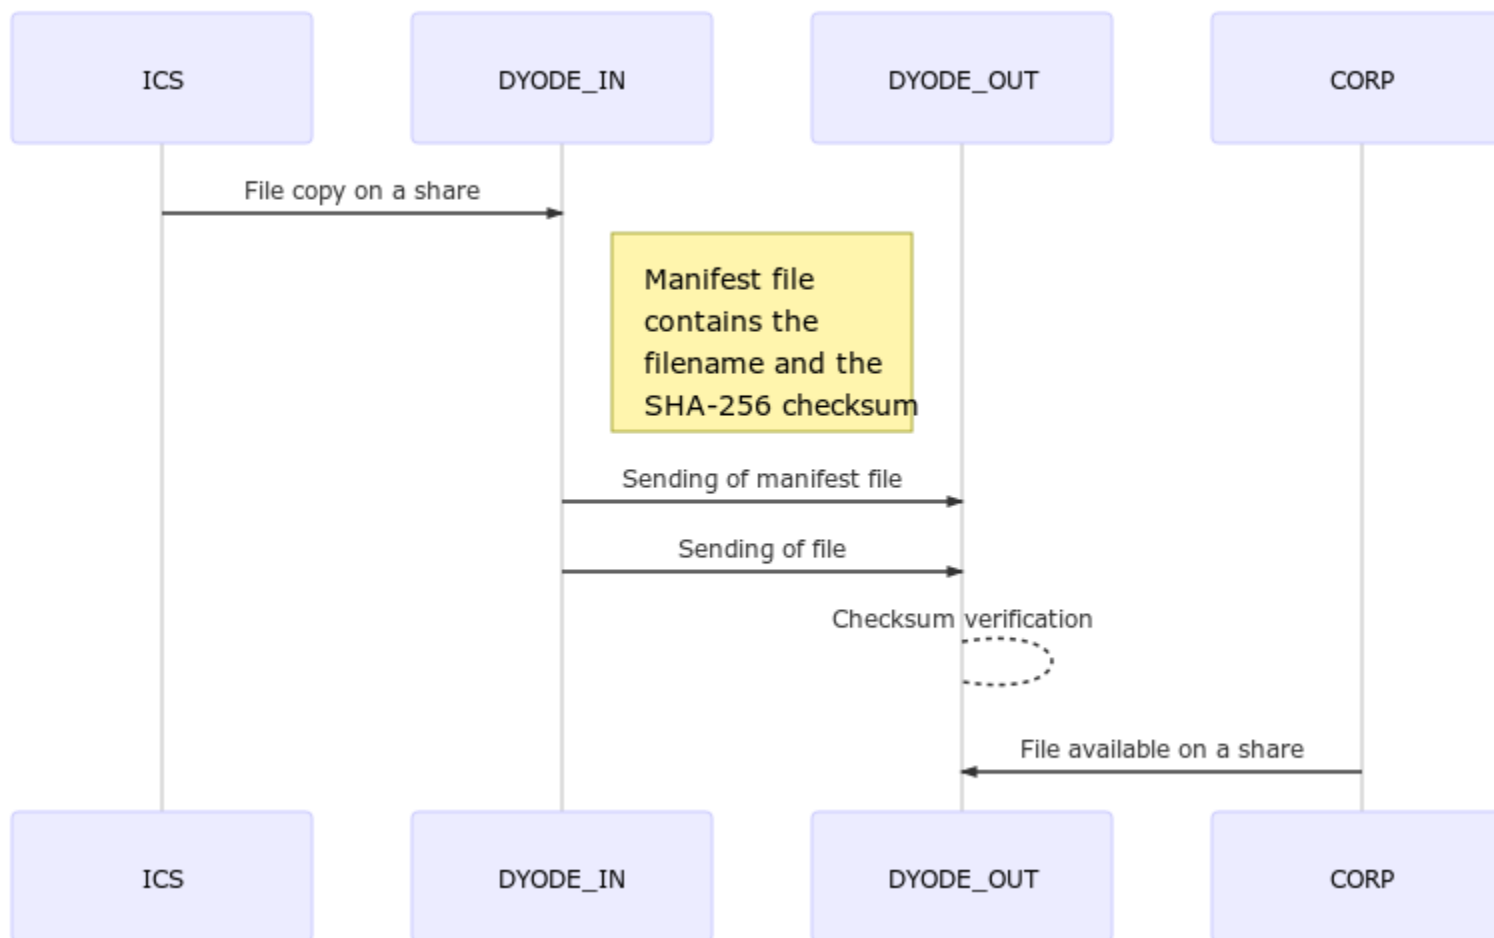 ICS
DYODE_IN
DYODE_OUT
CORP
File copy on a share
Manifest file
contains the
filename and the
SHA-256 checksum
Sending of manifest file
Sending of file
Checksum verification
File available on a share
ICS
DYODE_IN
DYODE_OUT
CORP